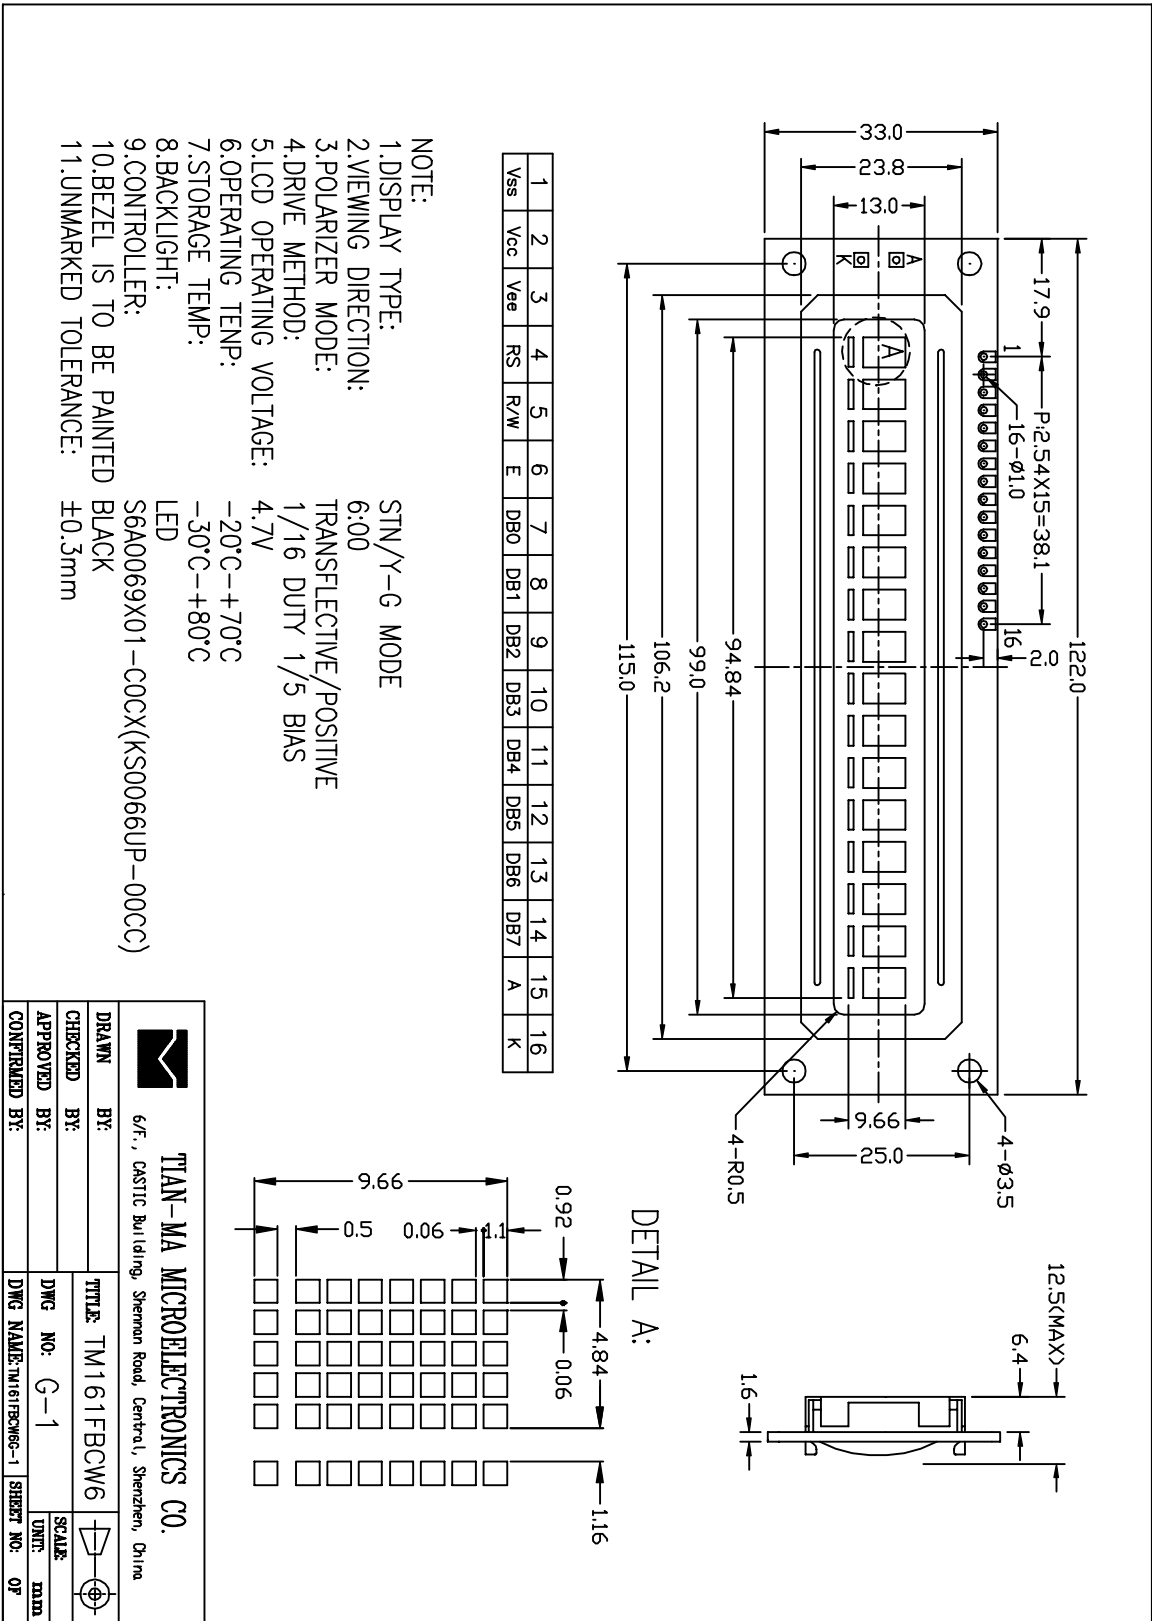 122.0
17.9
P:2.54X15=38.1
2.0
1
16
16-Ø1.0
33.0
23.8
13.0
A
K
A
94.84
99.0
106.2
115.0
9.66
25.0
4-Ø3.5
4-R0.5
12.5(MAX)
6.4
1.6
1 2 3 4 5 6 7 8 9 10 11 12 13 14 15 16
Vss Vcc Vee RS R/W E DB0 DB1 DB2 DB3 DB4 DB5 DB6 DB7 A K
DETAIL A:
0.92
4.84
0.06
1.16
1.1
0.06
0.5
9.66
NOTE:
1.DISPLAY TYPE: STN/Y-G MODE
2.VIEWING DIRECTION: 6:00
3.POLARIZER MODE: TRANSFLECTIVE/POSITIVE
4.DRIVE METHOD: 1/16 DUTY 1/5 BIAS
5.LCD OPERATING VOLTAGE: 4.7V
6.OPERATING TENP: -20°C-+70°C
7.STORAGE TEMP: -30°C-+80°C
8.BACKLIGHT: LED
9.CONTROLLER: S6A0069X01-C0CX(KS0066UP-00CC)
10.BEZEL IS TO BE PAINTED BLACK
11.UNMARKED TOLERANCE: ±0.3mm
TIAN-MA MICROELECTRONICS CO.
6/F., CASTIC Building, Shennan Road, Central, Shenzhen, China
DRAWN BY:
CHECKED BY:
APPROVED BY:
CONFIRMED BY:
TITLE: TM161FBCW6
DWG NO: G-1
DWG NAME:TM161FBCW6G-1
SCALE:
UNIT: mm
SHEET NO: OF